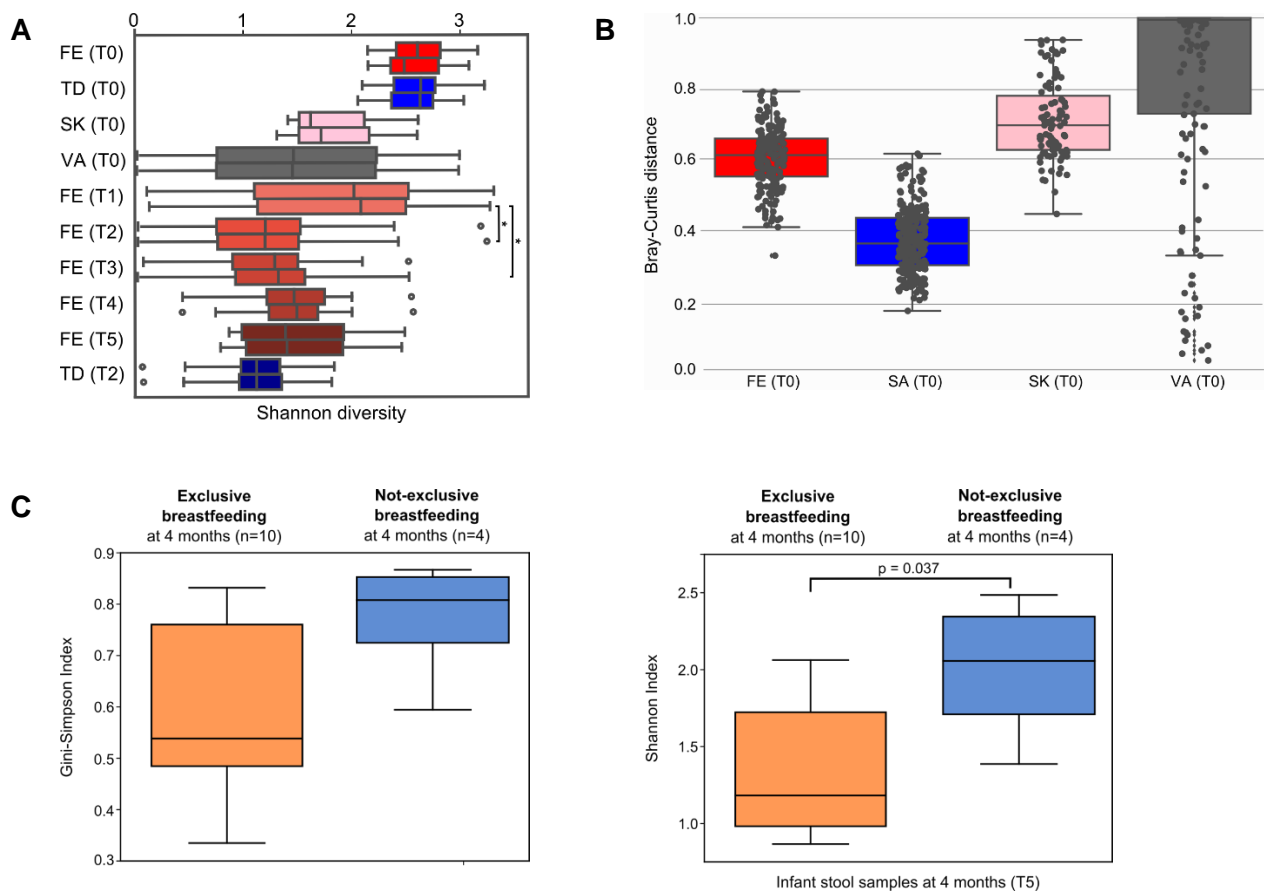 A
0 1 2 3
FE (T0)
TD (T0)
SK (T0)
VA (T0)
FE (T1)
FE (T2)
FE (T3)
FE (T4)
FE (T5)
TD (T2)
*
*
Shannon diversity
B
Bray-Curtis distance
1.0
0.8
0.6
0.4
0.2
0.0
FE (T0) SA (T0) SK (T0) VA (T0)
C
Exclusive
breastfeeding
at 4 months (n=10)
Not-exclusive
breastfeeding
at 4 months (n=4)
Gini-Simpson Index
0.9
0.8
0.7
0.6
0.5
0.4
0.3
Exclusive
breastfeeding
at 4 months (n=10)
Not-exclusive
breastfeeding
at 4 months (n=4)
p = 0.037
Shannon Index
2.5
2.0
1.5
1.0
Infant stool samples at 4 months (T5)